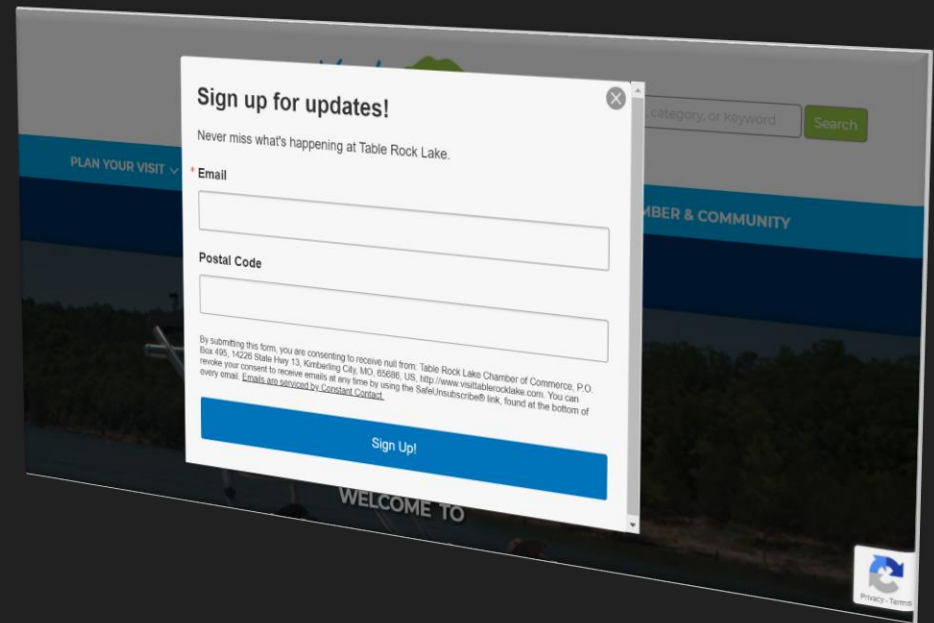 , category, or keyword
Search
PLAN YOUR VISIT
MBER & COMMUNITY
Sign up for updates!
Never miss what's happening at Table Rock Lake.
* Email
Postal Code
By submitting this form, you are consenting to receive null from: Table Rock Lake Chamber of Commerce, P.O.
Box 495, 14226 State Hwy 13, Kimberling City, MO, 65686, US, http://www.visittablerocklake.com. You can
revoke your consent to receive emails at any time by using the SafeUnsubscribe® link, found at the bottom of
every email. Emails are serviced by Constant Contact.
Sign Up!
WELCOME TO
Privacy - Terms